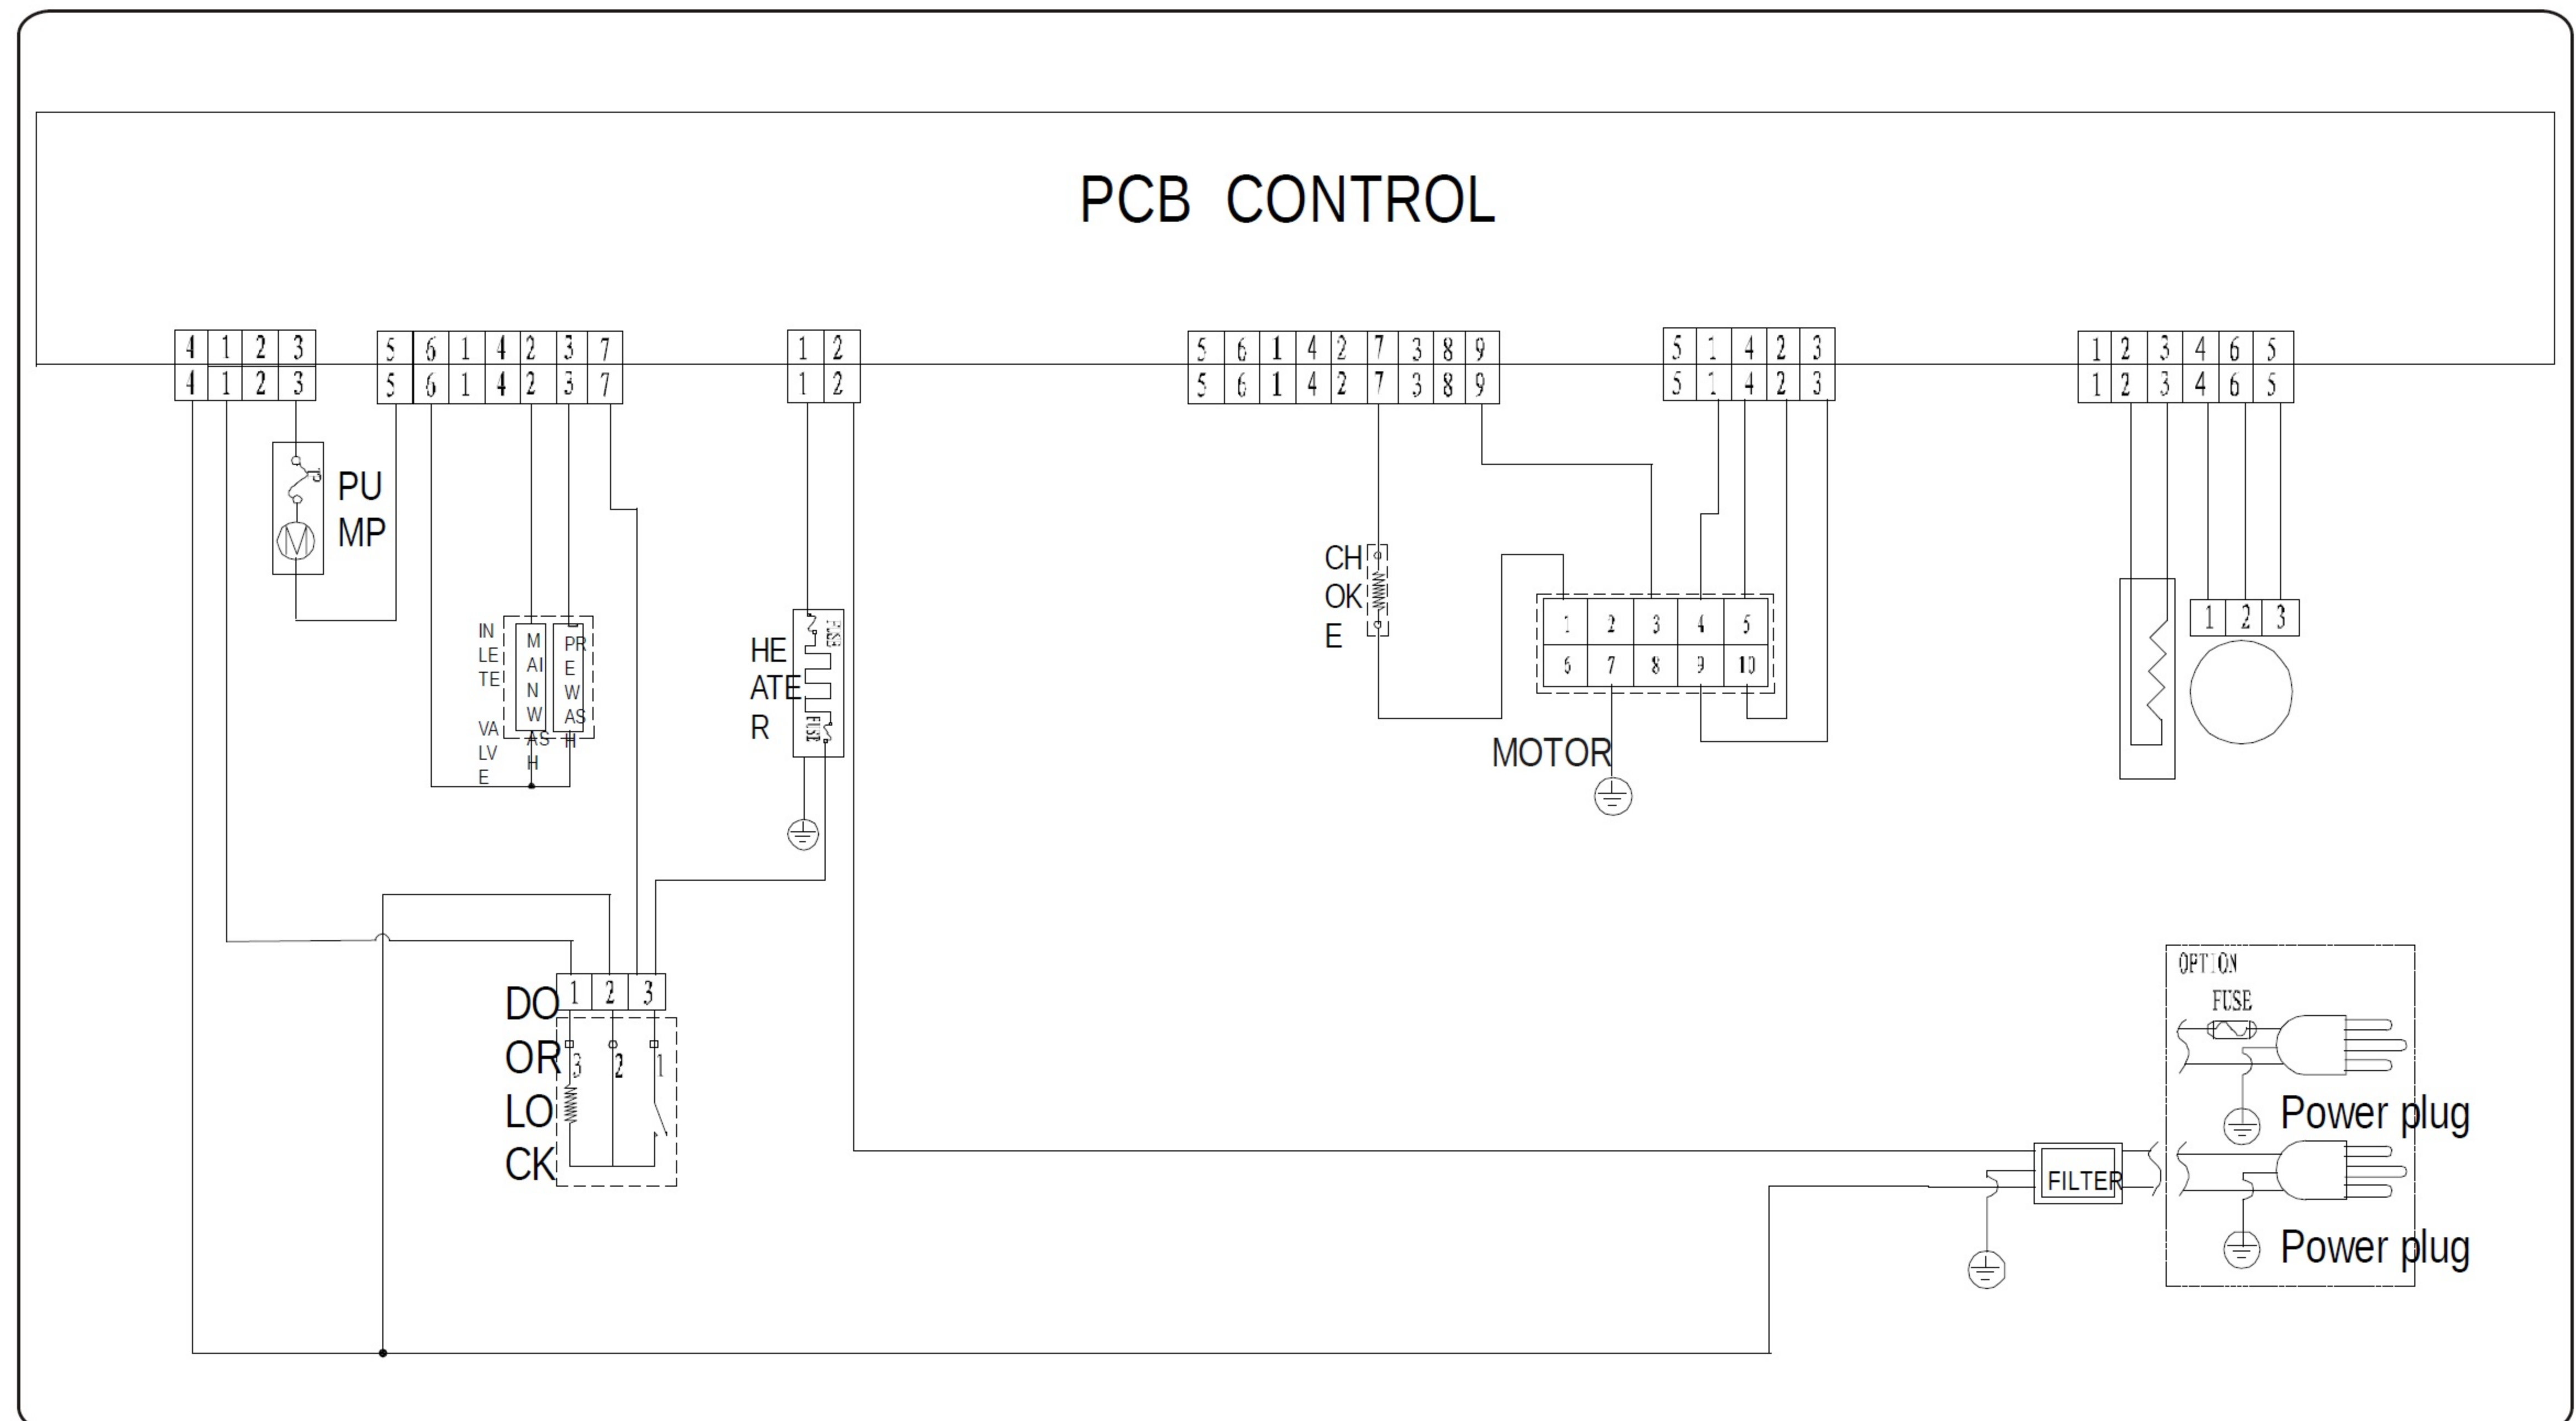 PCB CONTROL
4 1 2 3
5 6 1 4 2 3 7
1 2
5 6 1 4 2 7 3 8 9
5 1 4 2 3
1 2 3 4 6 5
4 1 2 3
5 6 1 4 2 3 7
1 2
5 6 1 4 2 7 3 8 9
5 1 4 2 3
1 2 3 4 6 5
PU
MP
M
CH
OK
E
IN
LE
TE
VA
LV
E
M
AI
N
W
AS
H
PR
E
W
AS
H
HE
ATE
R
FUSE
FUSE
1 2 3 4 5
6 7 8 9 10
MOTOR
1 2 3
DO
OR
LO
CK
1 2 3
3 2 1
OPTION
FUSE
Power plug
FILTER
Power plug